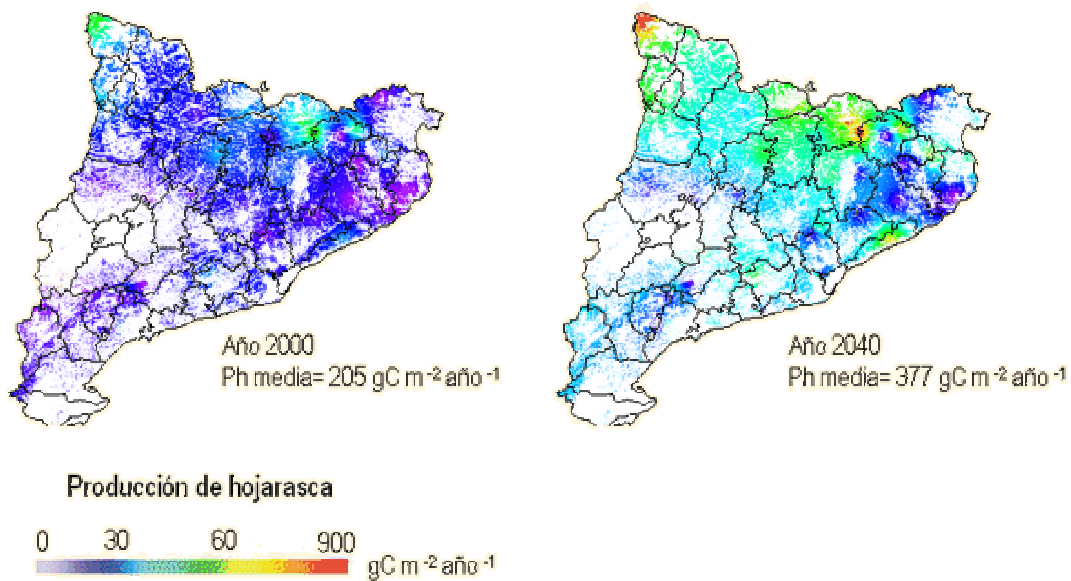 Año 2000
Ph media= 205 gC m -2 año -1
Año 2040
Ph media= 377 gC m -2 año -1
Producción de hojarasca
0 30 60 900
gC m -2 año -1